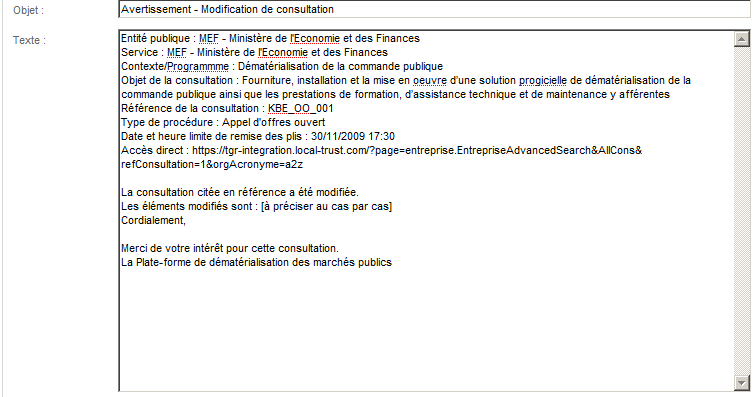 Objet :
Avertissement - Modification de consultation
Texte :
Entité publique : MEF - Ministère de l'Economie et des Finances
Service : MEF - Ministère de l'Economie et des Finances
Contexte/Programmme : Dématérialisation de la commande publique
Objet de la consultation : Fourniture, installation et la mise en oeuvre d'une solution progicielle de dématérialisation de la
commande publique ainsi que les prestations de formation, d'assistance technique et de maintenance y afférentes
Référence de la consultation : KBE_OO_001
Type de procédure : Appel d'offres ouvert
Date et heure limite de remise des plis : 30/11/2009 17:30
Accès direct : https://tgr-integration.local-trust.com/?page=entreprise.EntrepriseAdvancedSearch&AllCons&
refConsultation=1&orgAcronyme=a2z
La consultation citée en référence a été modifiée.
Les éléments modifiés sont : [à préciser au cas par cas]
Cordialement,
Merci de votre intérêt pour cette consultation.
La Plate-forme de dématérialisation des marchés publics